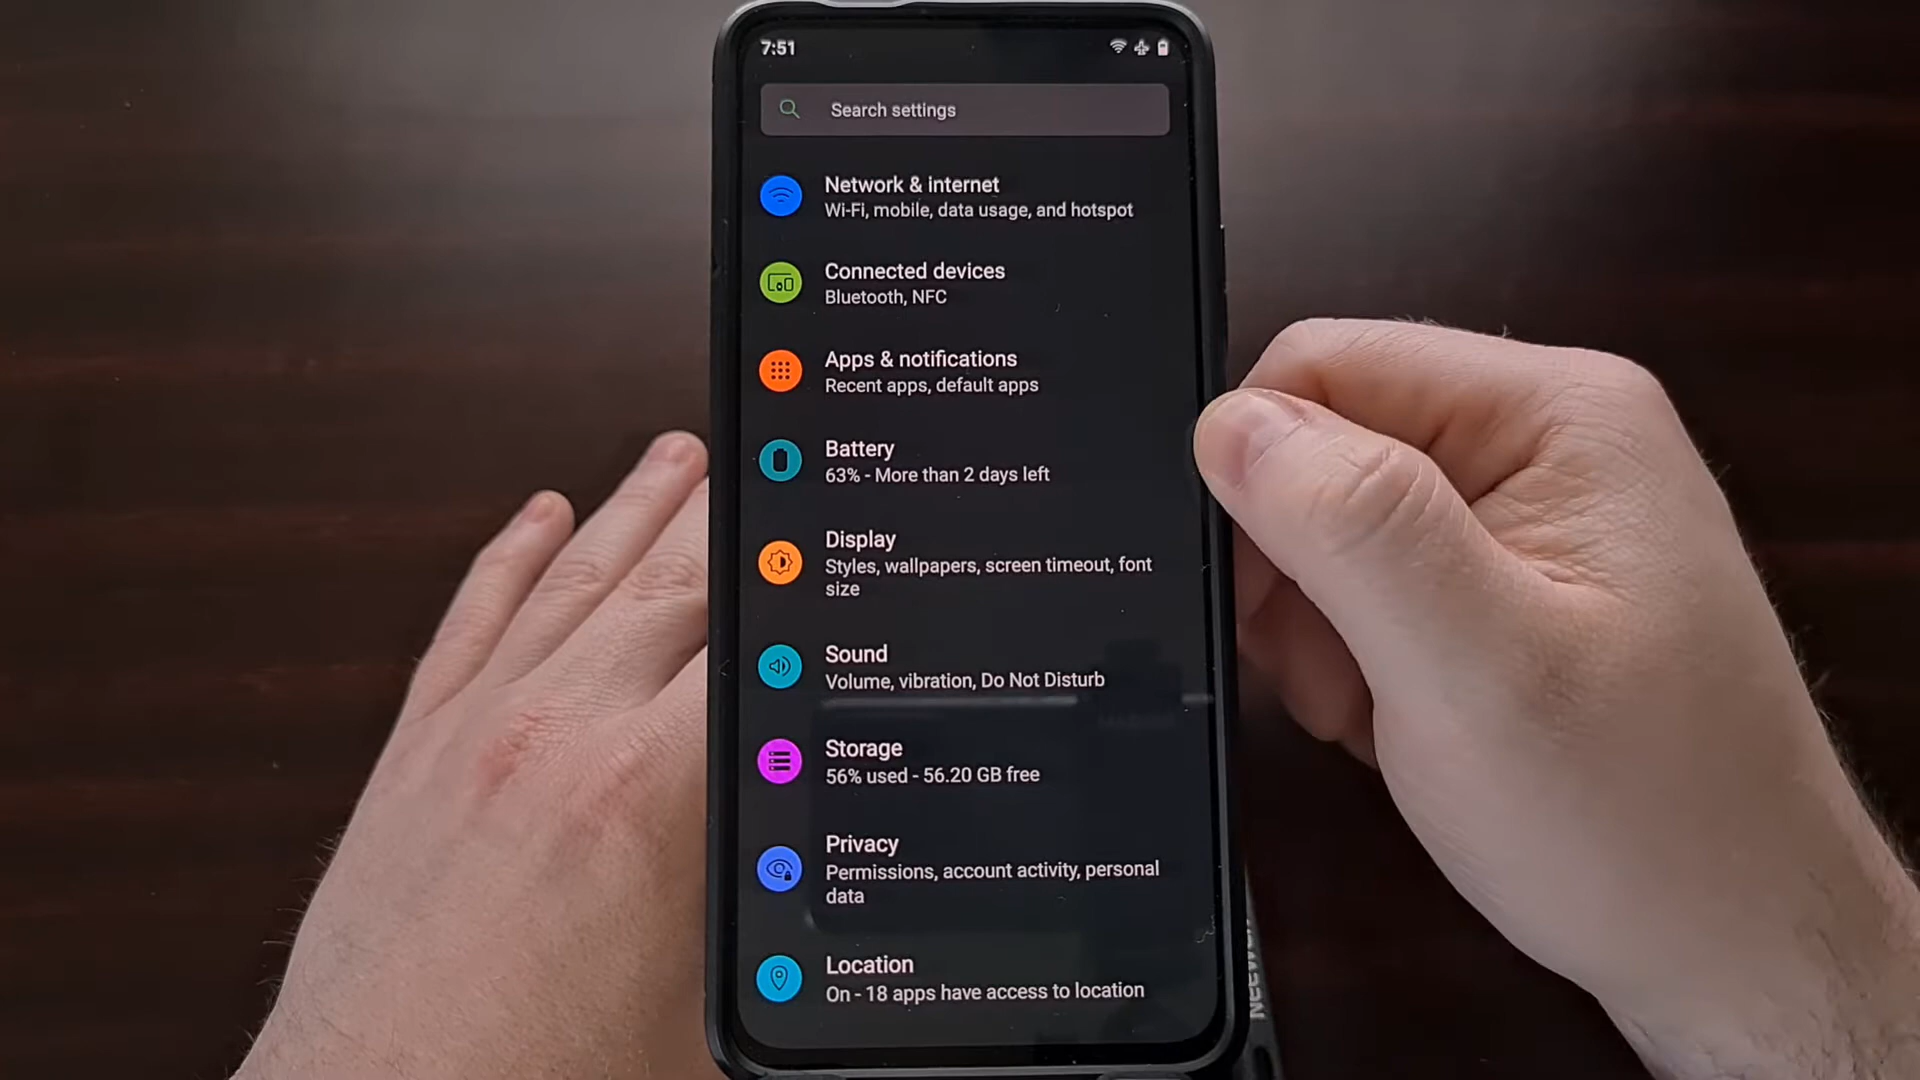 7:51
Search settings
Network & internet
Wi-Fi, mobile, data usage, and hotspot
Connected devices
Bluetooth, NFC
Apps & notifications
Recent apps, default apps
Battery
63% - More than 2 days left
Display
Styles, wallpapers, screen timeout, font
size
Sound
Volume, vibration, Do Not Disturb
Storage
56% used - 56.20 GB free
Privacy
Permissions, account activity, personal
data
Location
On - 18 apps have access to location
Neewer